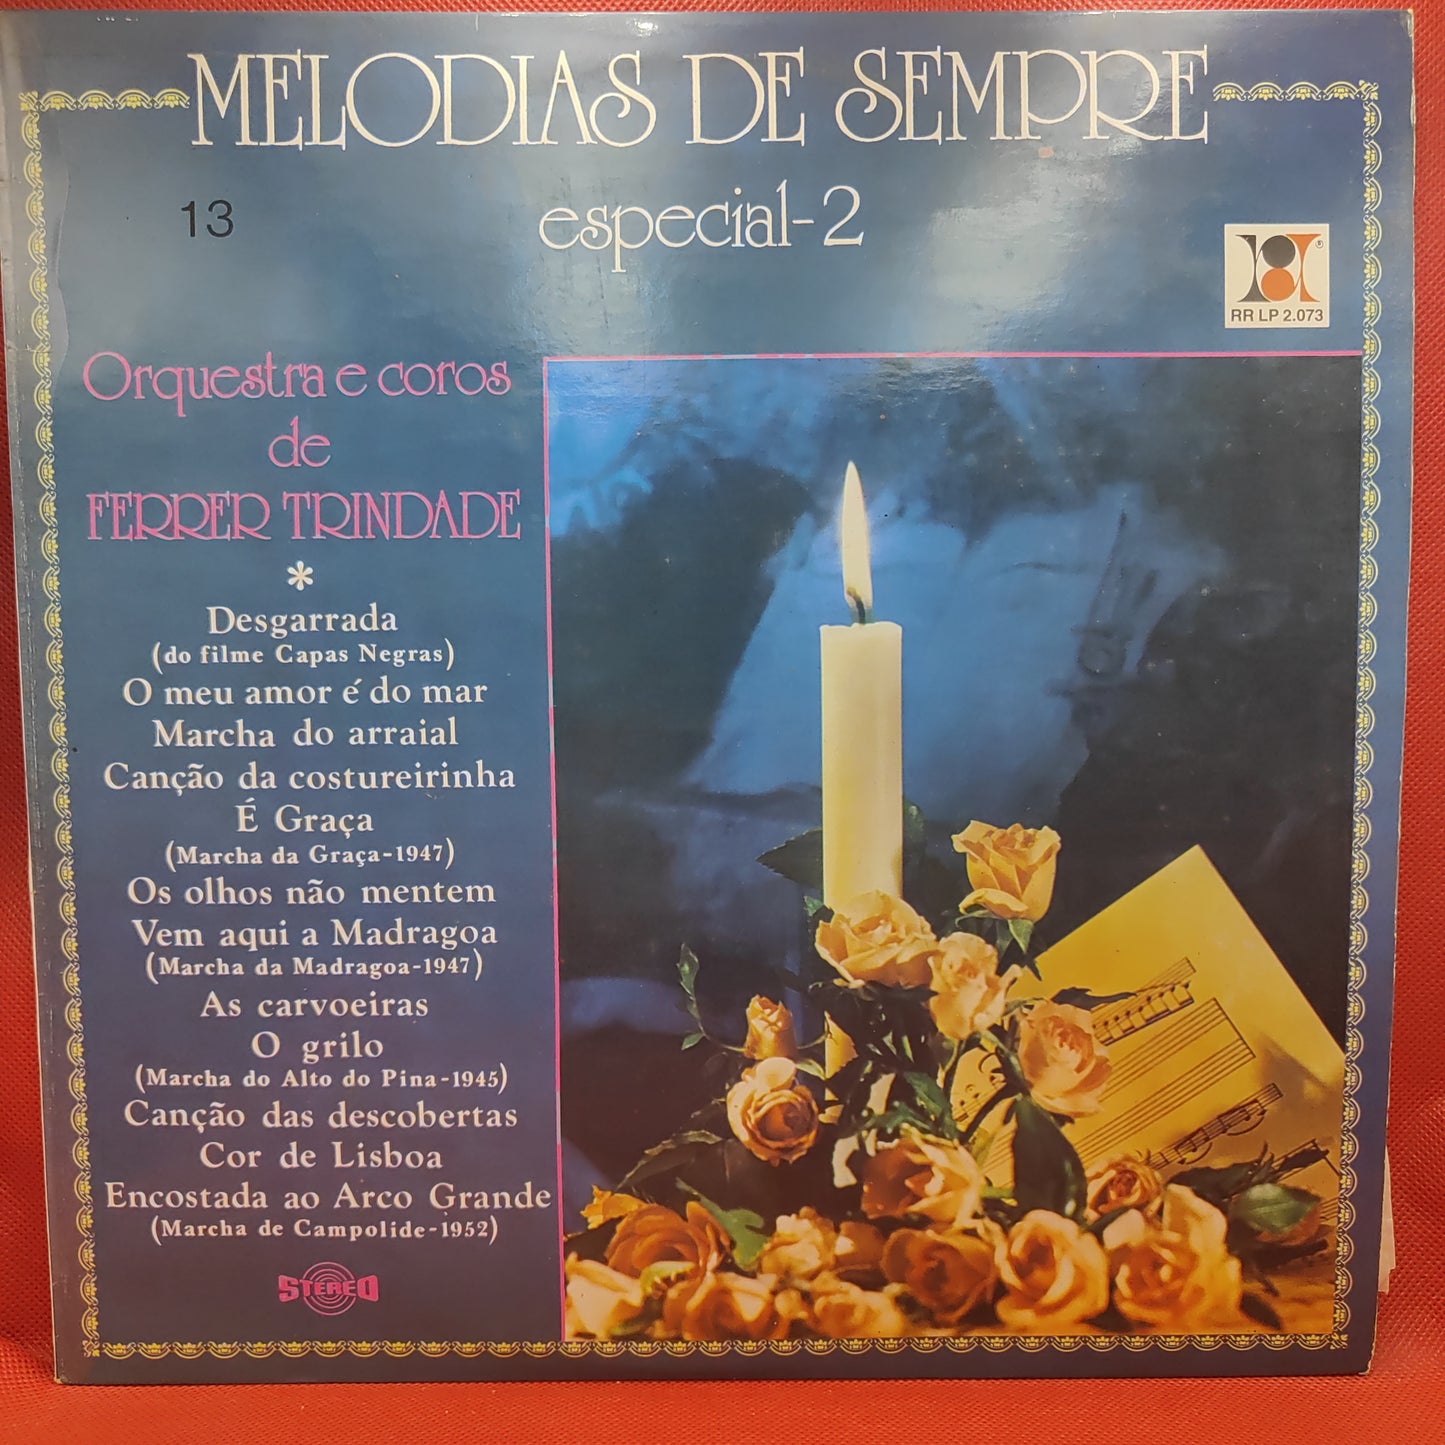 MELODIAS DE SEMPRE
13
especial-2
RR LP 2.073
Orquestra e coros
de
FERRER TRINDADE
*
Desgarrada
(do filme Capas Negras)
O meu amor é do mar
Marcha do arraial
Canção da costureirinha
É Graça
(Marcha da Graça-1947)
Os olhos não mentem
Vem aqui a Madragoa
(Marcha da Madragoa-1947)
As carvoeiras
O grilo
(Marcha do Alto do Pina-1945)
Canção das descobertas
Cor de Lisboa
Encostada ao Arco Grande
(Marcha de Campolide-1952)
STEREO